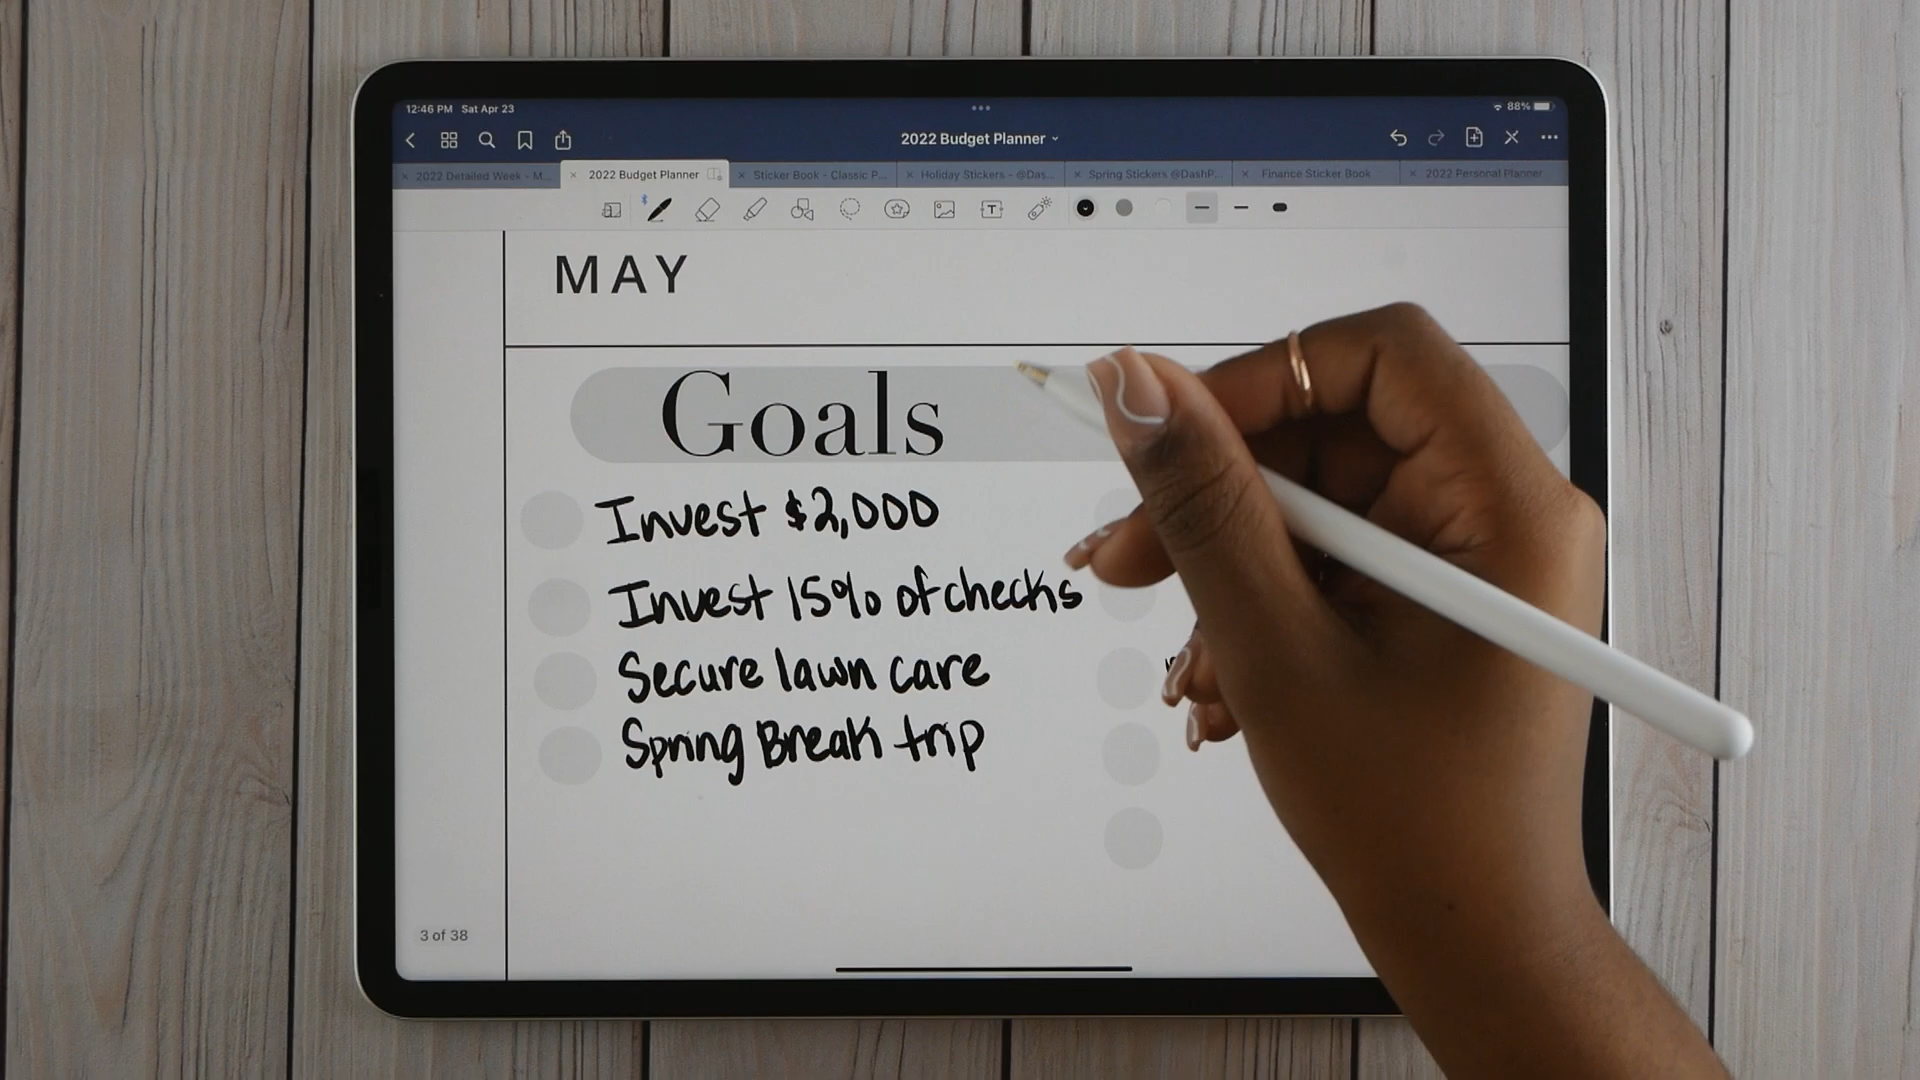 12:46 PM Sat Apr 23
88%
2022 Budget Planner
2022 Detailed Week - M...
2022 Budget Planner
Sticker Book - Classic P...
Holiday Stickers - @Das...
Spring Stickers @DashP...
Finance Sticker Book
2022 Personal Planner
MAY
Goals
Invest $2,000
Invest 15% of checks
Secure lawn care
Spring Break trip
3 of 38